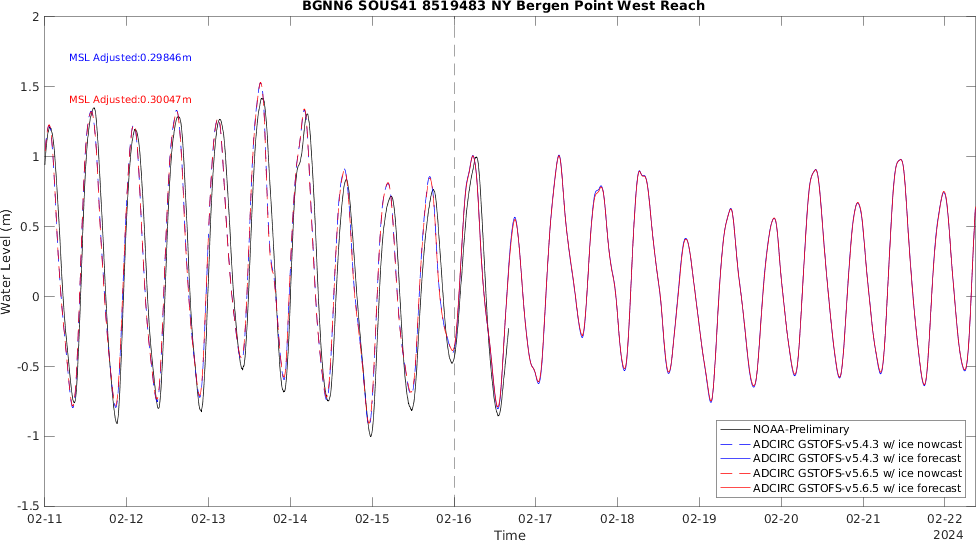 BGNN6 SOUS41 8519483 NY Bergen Point West Reach
2
MSL Adjusted:0.29846m
1.5
MSL Adjusted:0.30047m
1
0.5
Water Level (m)
0
-0.5
-1
NOAA-Preliminary
ADCIRC GSTOFS-v5.4.3 w/ ice nowcast
ADCIRC GSTOFS-v5.4.3 w/ ice forecast
ADCIRC GSTOFS-v5.6.5 w/ ice nowcast
ADCIRC GSTOFS-v5.6.5 w/ ice forecast
-1.5
02-11 02-12 02-13 02-14 02-15 02-16 02-17 02-18 02-19 02-20 02-21 02-22
Time
2024